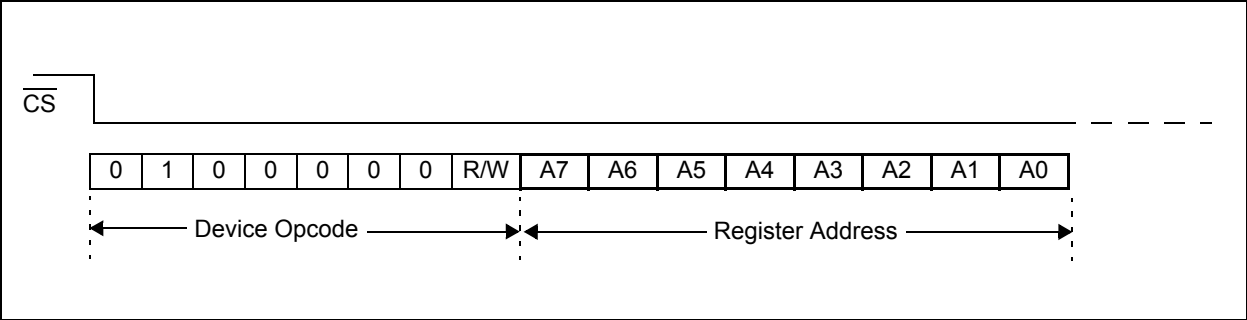 CS
0 1 0 0 0 0 0 R/W A7 A6 A5 A4 A3 A2 A1 A0
Device Opcode Register Address